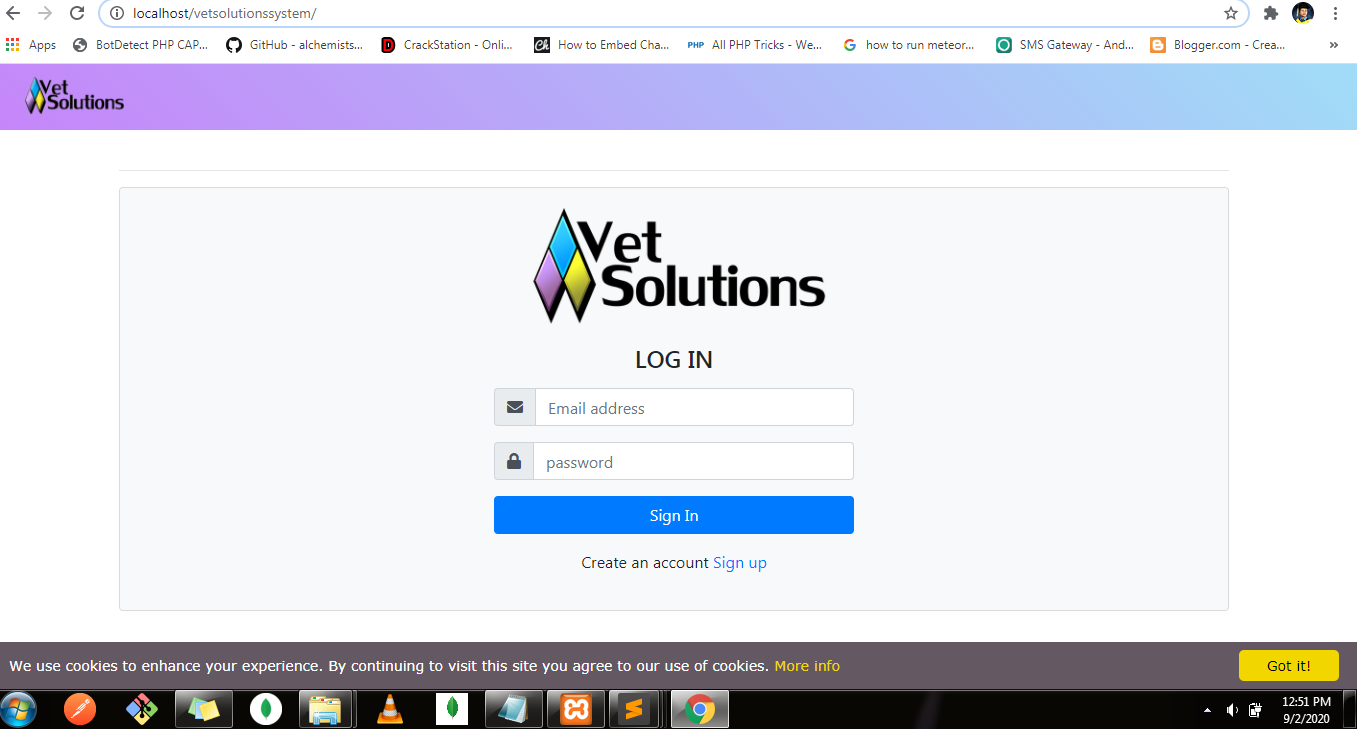 localhost/vetsolutionssystem/
Apps BotDetect PHP CAP... GitHub - alchemists... CrackStation - Onli... Ch How to Embed Cha... PHP All PHP Tricks - We... G how to run meteor... SMS Gateway - And... Blogger.com - Crea... »
Vet
Solutions
Vet
Solutions
LOG IN
Email address
password
Sign In
Create an account Sign up
We use cookies to enhance your experience. By continuing to visit this site you agree to our use of cookies. More info Got it!
12:51 PM
9/2/2020